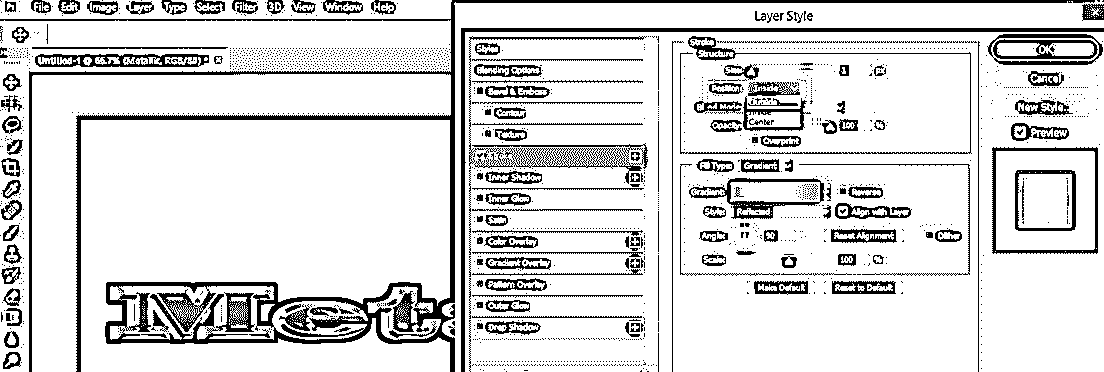 File Edit Image Layer Type Select Filter 3D View Window Help
Untitled-1 @ 66.7% (Metallic, RGB/8#) *
Metal
Layer Style
Styles
Blending Options
Bevel & Emboss
Contour
Texture
Inner Shadow
Inner Glow
Satin
Color Overlay
Gradient Overlay
Pattern Overlay
Outer Glow
Drop Shadow
Stroke
Structure
Size: px
Position: Outside
Outside
Inside
Center
Blend Mode:
Opacity: 100 %
Overprint
Fill Type: Gradient
Gradient: Reverse
Style: Reflected Align with Layer
Angle: 90 Reset Alignment Dither
Scale: 100 %
Make Default Reset to Default
OK
Cancel
New Style...
Preview